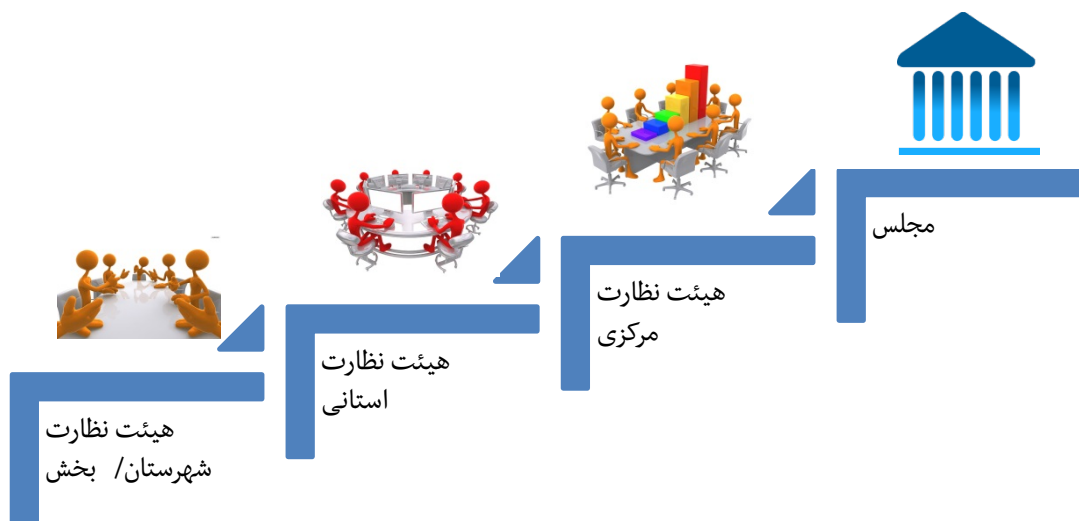 مجلس
هیئت نظارت
مرکزی
هیئت نظارت
استانی
هیئت نظارت
شهرستان/ بخش